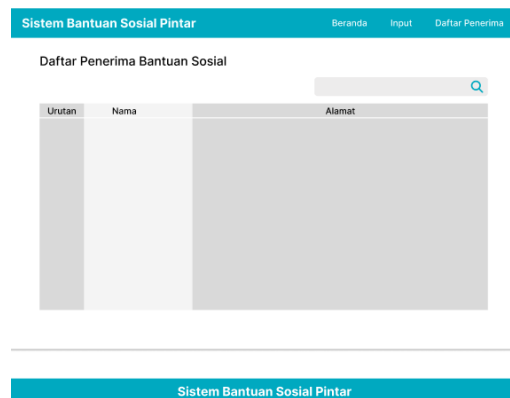 Sistem Bantuan Sosial Pintar Beranda Input Daftar Penerima
Daftar Penerima Bantuan Sosial
Urutan Nama Alamat
Sistem Bantuan Sosial Pintar